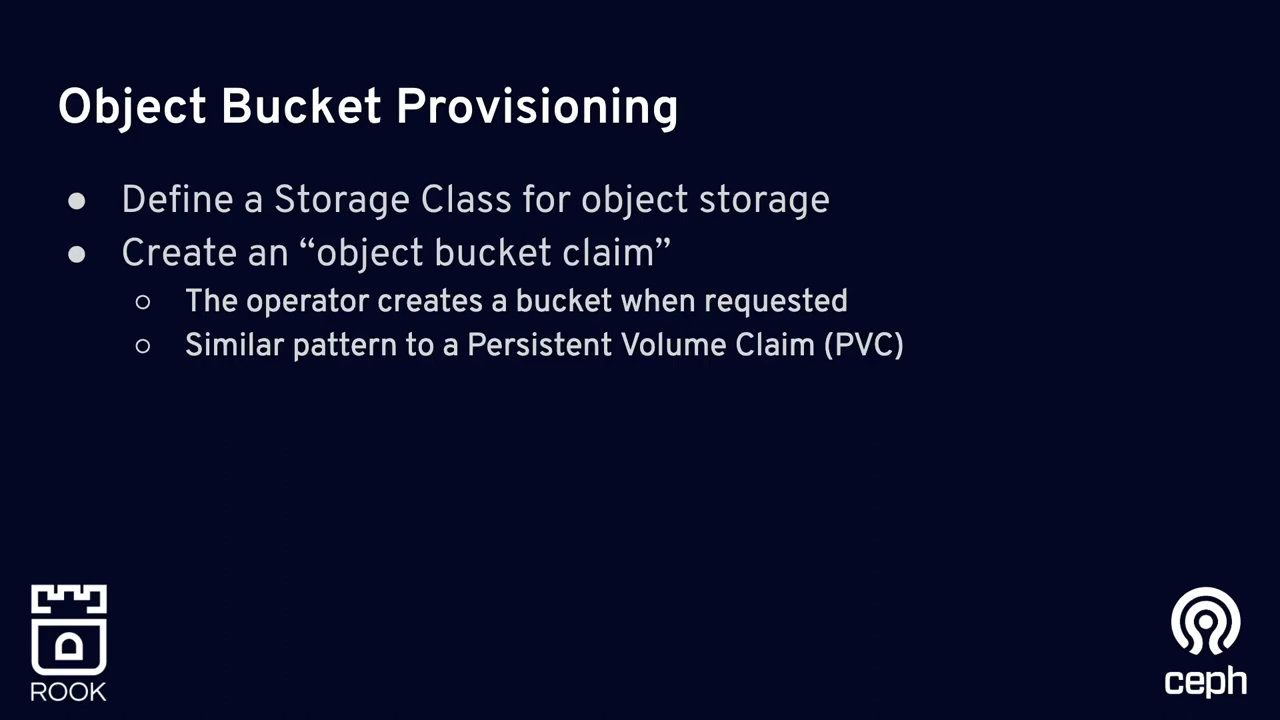 Object Bucket Provisioning
● Define a Storage Class for object storage
● Create an “object bucket claim”
○ The operator creates a bucket when requested
○ Similar pattern to a Persistent Volume Claim (PVC)
ROOK
ceph